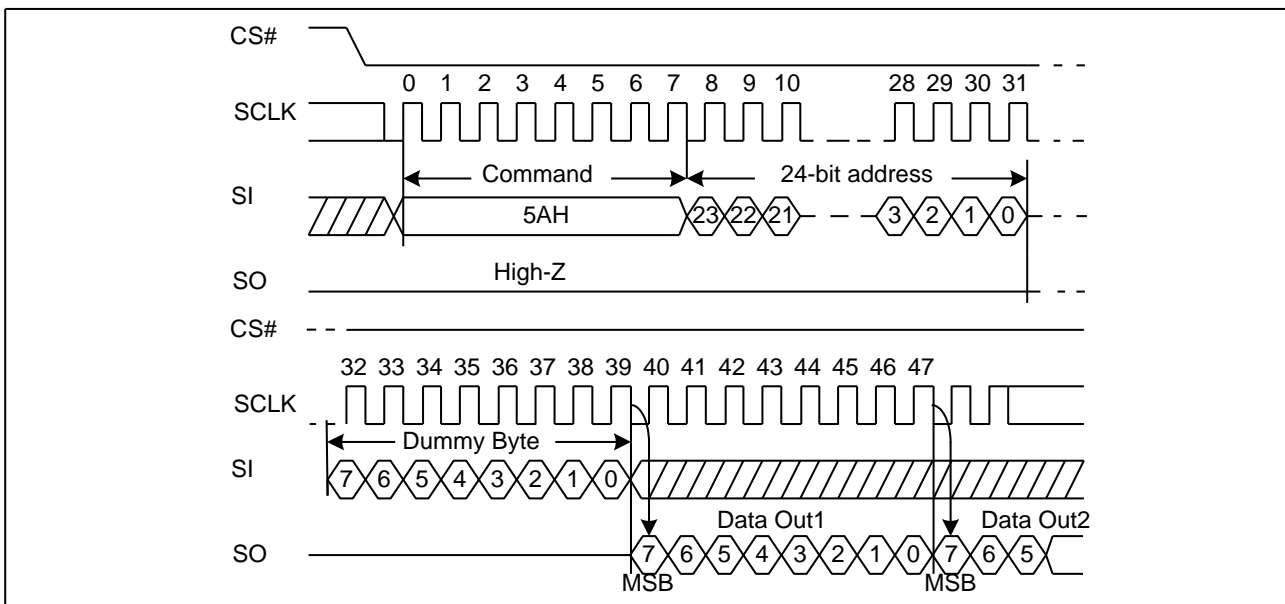 CS#
0 1 2 3 4 5 6 7 8 9 10 28 29 30 31
SCLK
Command 24-bit address
SI
5AH 23 22 21 3 2 1 0
High-Z
SO
CS#
32 33 34 35 36 37 38 39 40 41 42 43 44 45 46 47
SCLK
Dummy Byte
SI
7 6 5 4 3 2 1 0
Data Out1 Data Out2
SO
7 6 5 4 3 2 1 0 7 6 5
MSB MSB